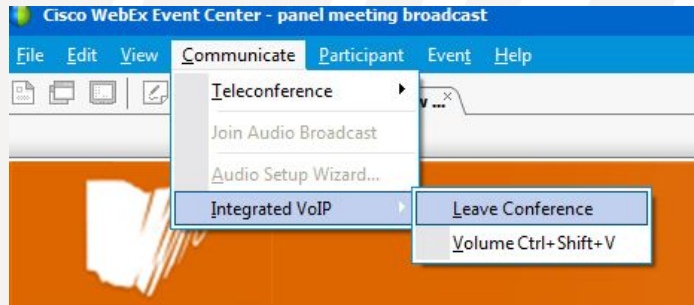 Cisco WebEx Event Center - panel meeting broadcast
File Edit View Communicate Participant Event Help
Teleconference
w ...
Join Audio Broadcast
Audio Setup Wizard...
Integrated VoIP
Leave Conference
Volume Ctrl+Shift+V